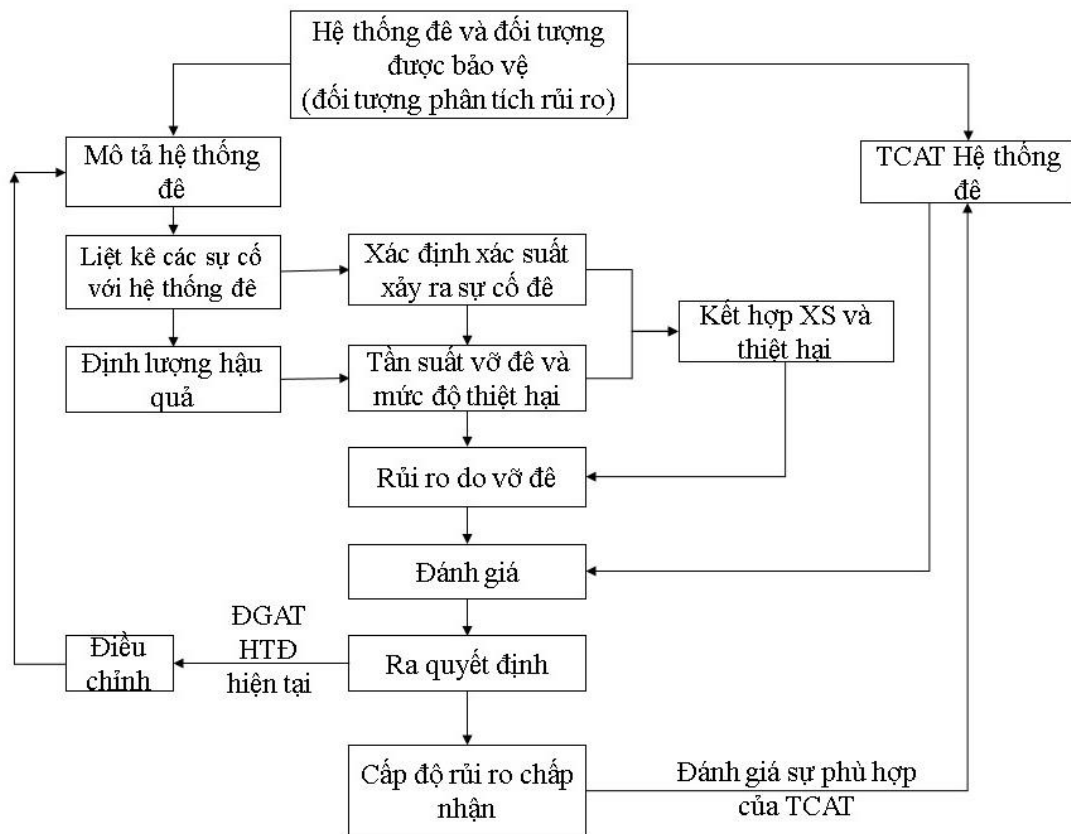 Hệ thống đê và đối tượng
được bảo vệ
(đối tượng phân tích rủi ro)
Mô tả hệ thống
đê
TCAT Hệ thống
đê
Liệt kê các sự cố
với hệ thống đê
Xác định xác suất
xảy ra sự cố đê
Kết hợp XS và
thiệt hại
Định lượng hậu
quả
Tần suất vỡ đê và
mức độ thiệt hại
Rủi ro do vỡ đê
Đánh giá
ĐGAT
HTĐ
hiện tại
Điều
chỉnh
Ra quyết định
Cấp độ rủi ro chấp
nhận
Đánh giá sự phù hợp
của TCAT